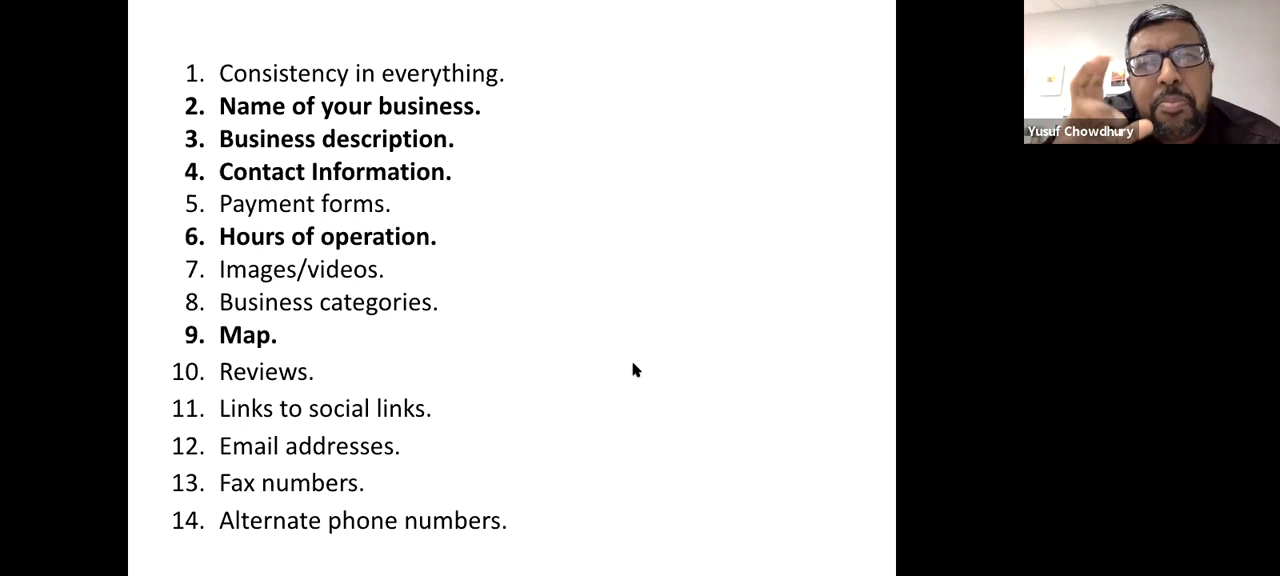 1. Consistency in everything.
2. Name of your business.
3. Business description.
4. Contact Information.
5. Payment forms.
6. Hours of operation.
7. Images/videos.
8. Business categories.
9. Map.
10. Reviews.
11. Links to social links.
12. Email addresses.
13. Fax numbers.
14. Alternate phone numbers.
Yusuf Chowdhury